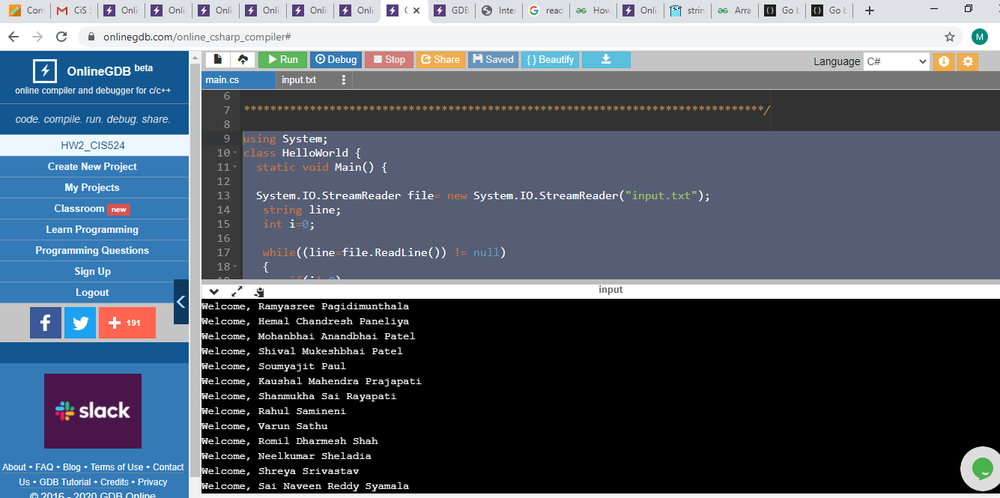 Con
M CiS
Onli
Onli
Onli
Onli
Onli
Onli
GDB
Inter
read
How
Onli
strin
Arra
Go b
Go b
onlinegdb.com/online_csharp_compiler#
M
OnlineGDB beta
online compiler and debugger for c/c++
code. compile. run. debug. share.
HW2_CIS524
Create New Project
My Projects
Classroom new
Learn Programming
Programming Questions
Sign Up
Logout
191
slack
About • FAQ • Blog • Terms of Use • Contact
Us • GDB Tutorial • Credits • Privacy
© 2016 - 2020 GDB Online
Run Debug Stop Share Saved { } Beautify
Language C#
main.cs input.txt
6
7 *******************************************************************************/
8
9 using System;
10 class HelloWorld {
11 static void Main() {
12
13 System.IO.StreamReader file= new System.IO.StreamReader("input.txt");
14 string line;
15 int i=0;
16
17 while((line=file.ReadLine()) != null)
18 {
input
Welcome, Ramyasree Pagidimunthala
Welcome, Hemal Chandresh Paneliya
Welcome, Mohanbhai Anandbhai Patel
Welcome, Shival Mukeshbhai Patel
Welcome, Soumyajit Paul
Welcome, Kaushal Mahendra Prajapati
Welcome, Shanmukha Sai Rayapati
Welcome, Rahul Samineni
Welcome, Varun Sathu
Welcome, Romil Dharmesh Shah
Welcome, Neelkumar Sheladia
Welcome, Shreya Srivastav
Welcome, Sai Naveen Reddy Syamala